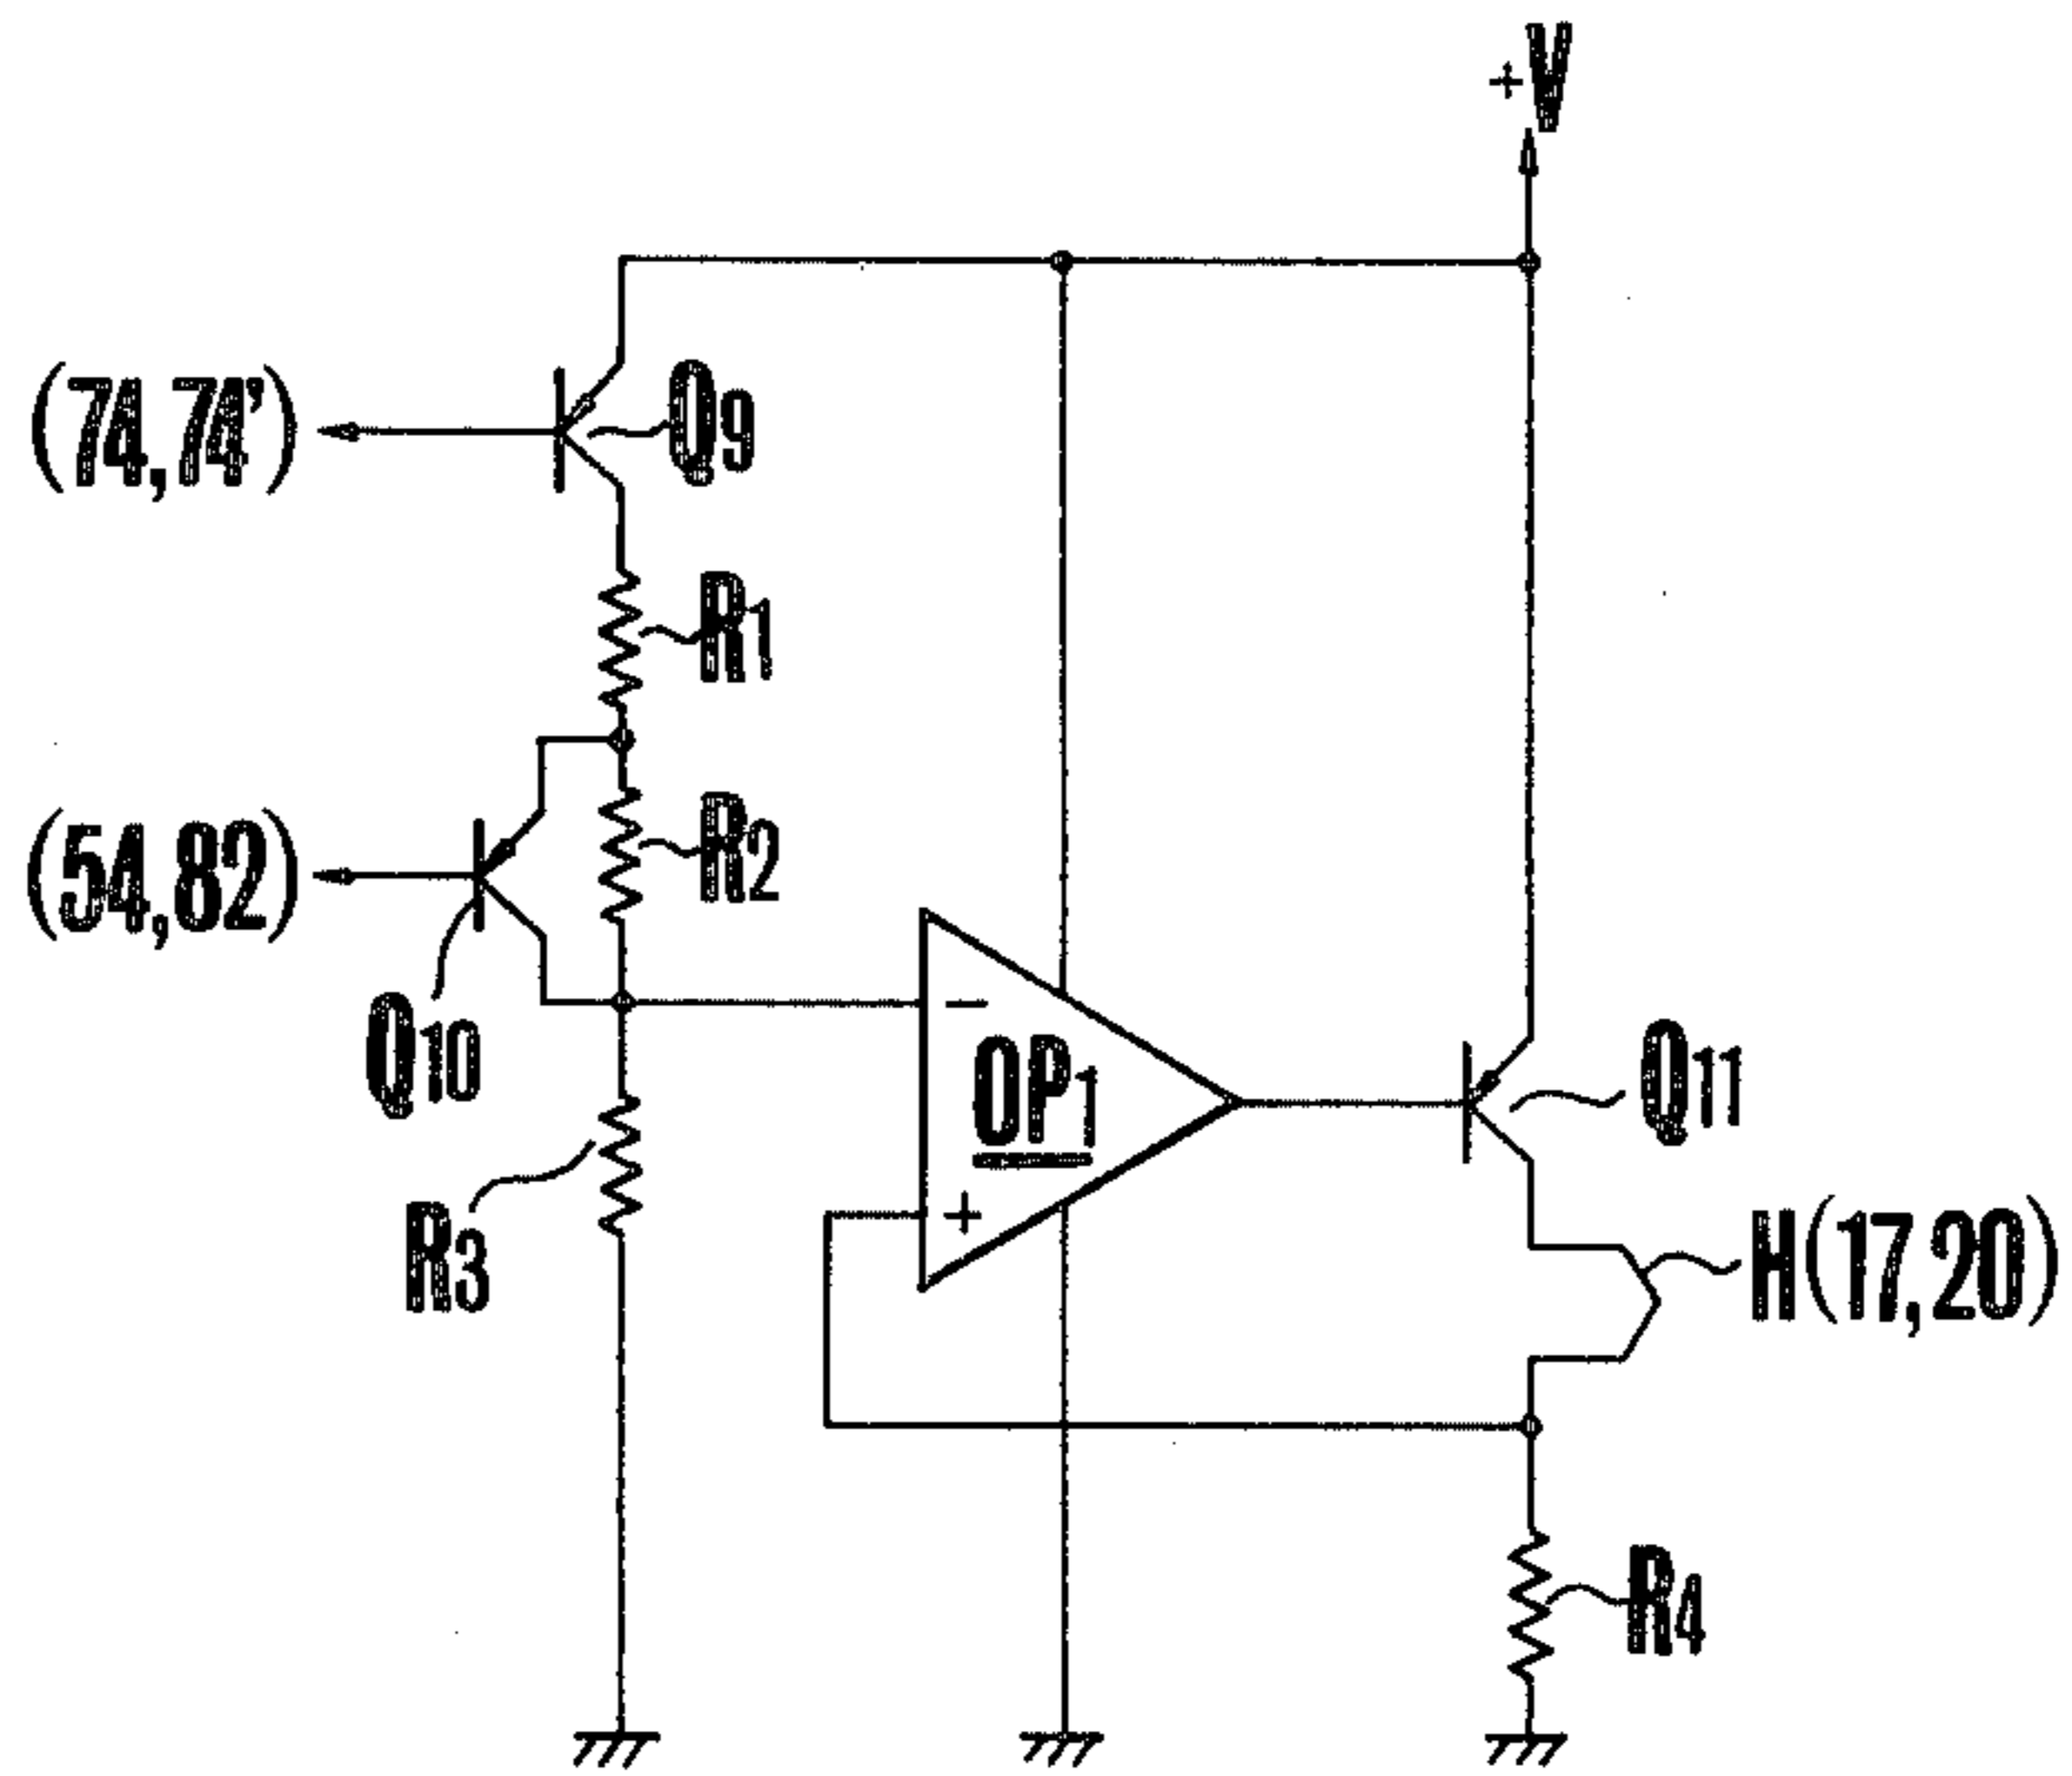 +V
(74,74')
Q9
R1
(54,82)
R2
Q10
−
OP1
+
Q11
R3
H(17,20)
R4